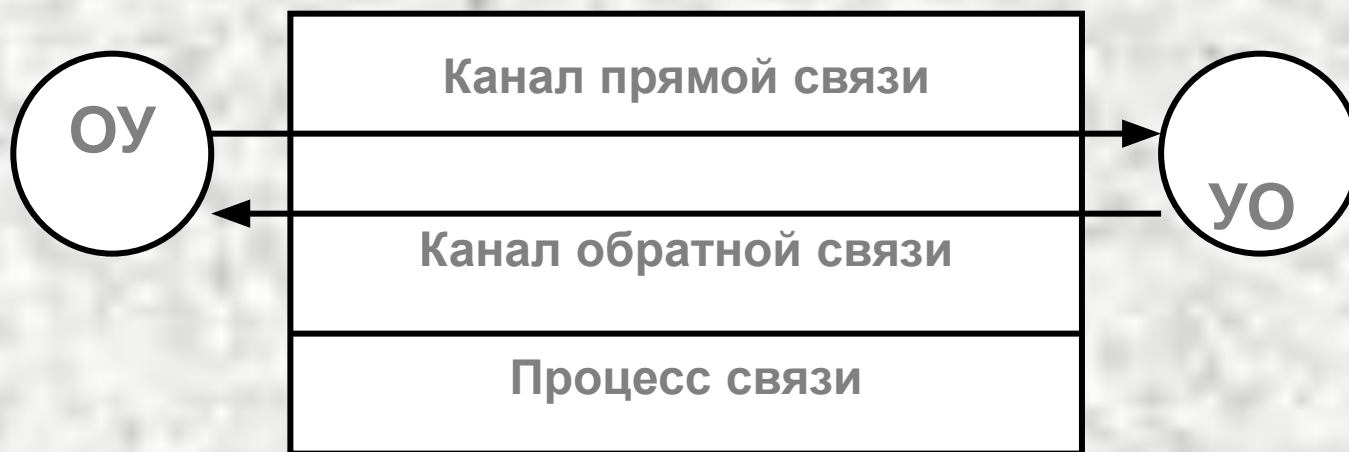 Канал прямой связи
ОУ
УО
Канал обратной связи
Процесс связи